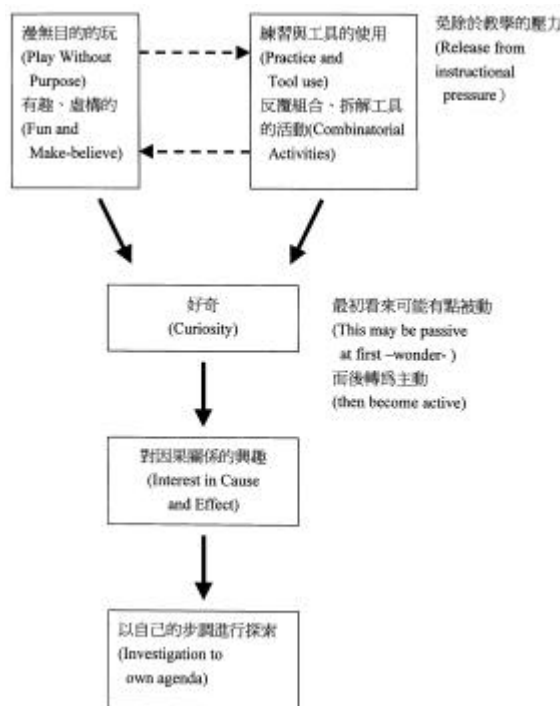 漫無目的的玩
(Play Without
Purpose)
有趣、虛構的
(Fun and
Make-believe)
練習與工具的使用
(Practice and
Tool use)
反覆組合、拆解工具
的活動(Combinatorial
Activities)
免除於教學的壓力
(Release from
instructional
pressure )
好奇
(Curiosity)
最初看來可能有點被動
(This may be passive
at first –wonder- )
而後轉為主動
(then become active)
對因果關係的興趣
(Interest in Cause
and Effect)
以自己的步調進行探索
(Investigation to
own agenda)